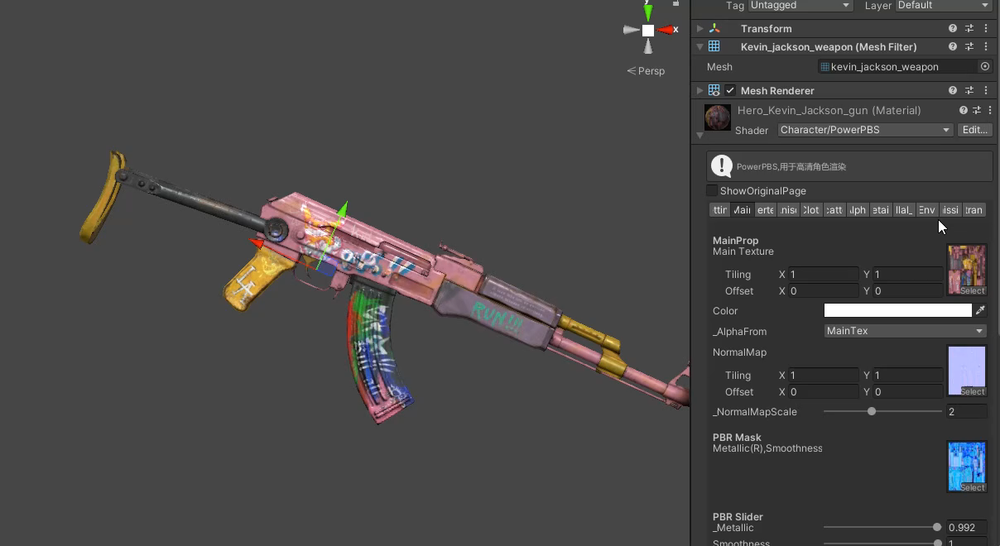 Tag Untagged Layer Default
y
x
Persp
Transform
Kevin_jackson_weapon (Mesh Filter)
Mesh kevin_jackson_weapon
Mesh Renderer
Hero_Kevin_Jackson_gun (Material)
Shader Character/PowerPBS Edit...
PowerPBS,用于高清角色渲染
ShowOriginalPage
ttir Mai erte .nis Clot catt Alph etai llal_ Env issi tran
MainProp
Main Texture
Tiling X 1 Y 1
Offset X 0 Y 0
Select
Color
_AlphaFrom MainTex
NormalMap
Tiling X 1 Y 1
Offset X 0 Y 0
Select
_NormalMapScale 2
PBR Mask
Metallic(R),Smoothness
Select
PBR Slider
_Metallic 0.992
Smoothness 1
LA
RUN!!!